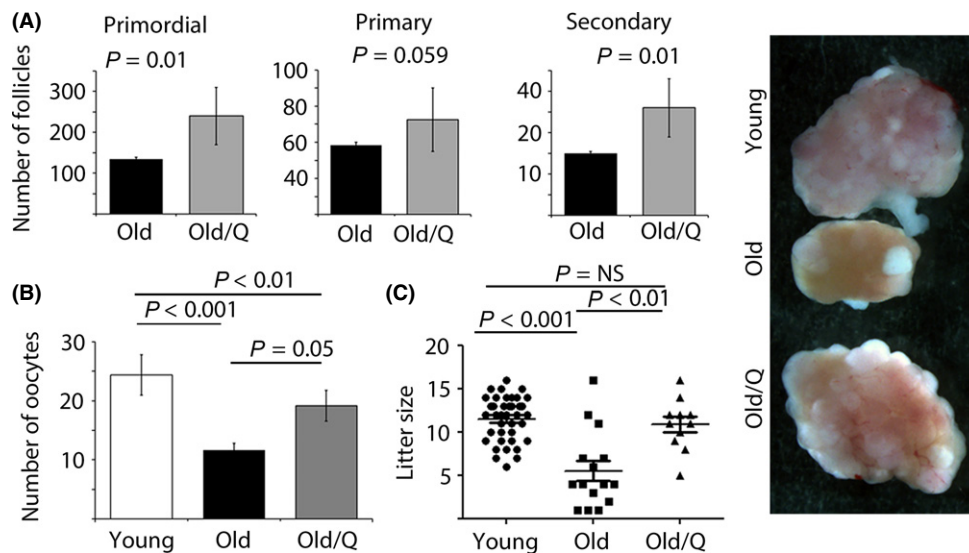 (A)
Primordial
Primary
Secondary
P = 0.01
P = 0.059
P = 0.01
Number of follicles
300
200
100
100
80
60
40
40
20
10
Old Old/Q
Old Old/Q
Old Old/Q
(B)
P < 0.01
P < 0.001
P = 0.05
Number of oocytes
30
20
10
Young Old Old/Q
(C)
P = NS
P < 0.001
P < 0.01
Litter size
20
15
10
5
Young Old Old/Q
Young
Old
Old/Q